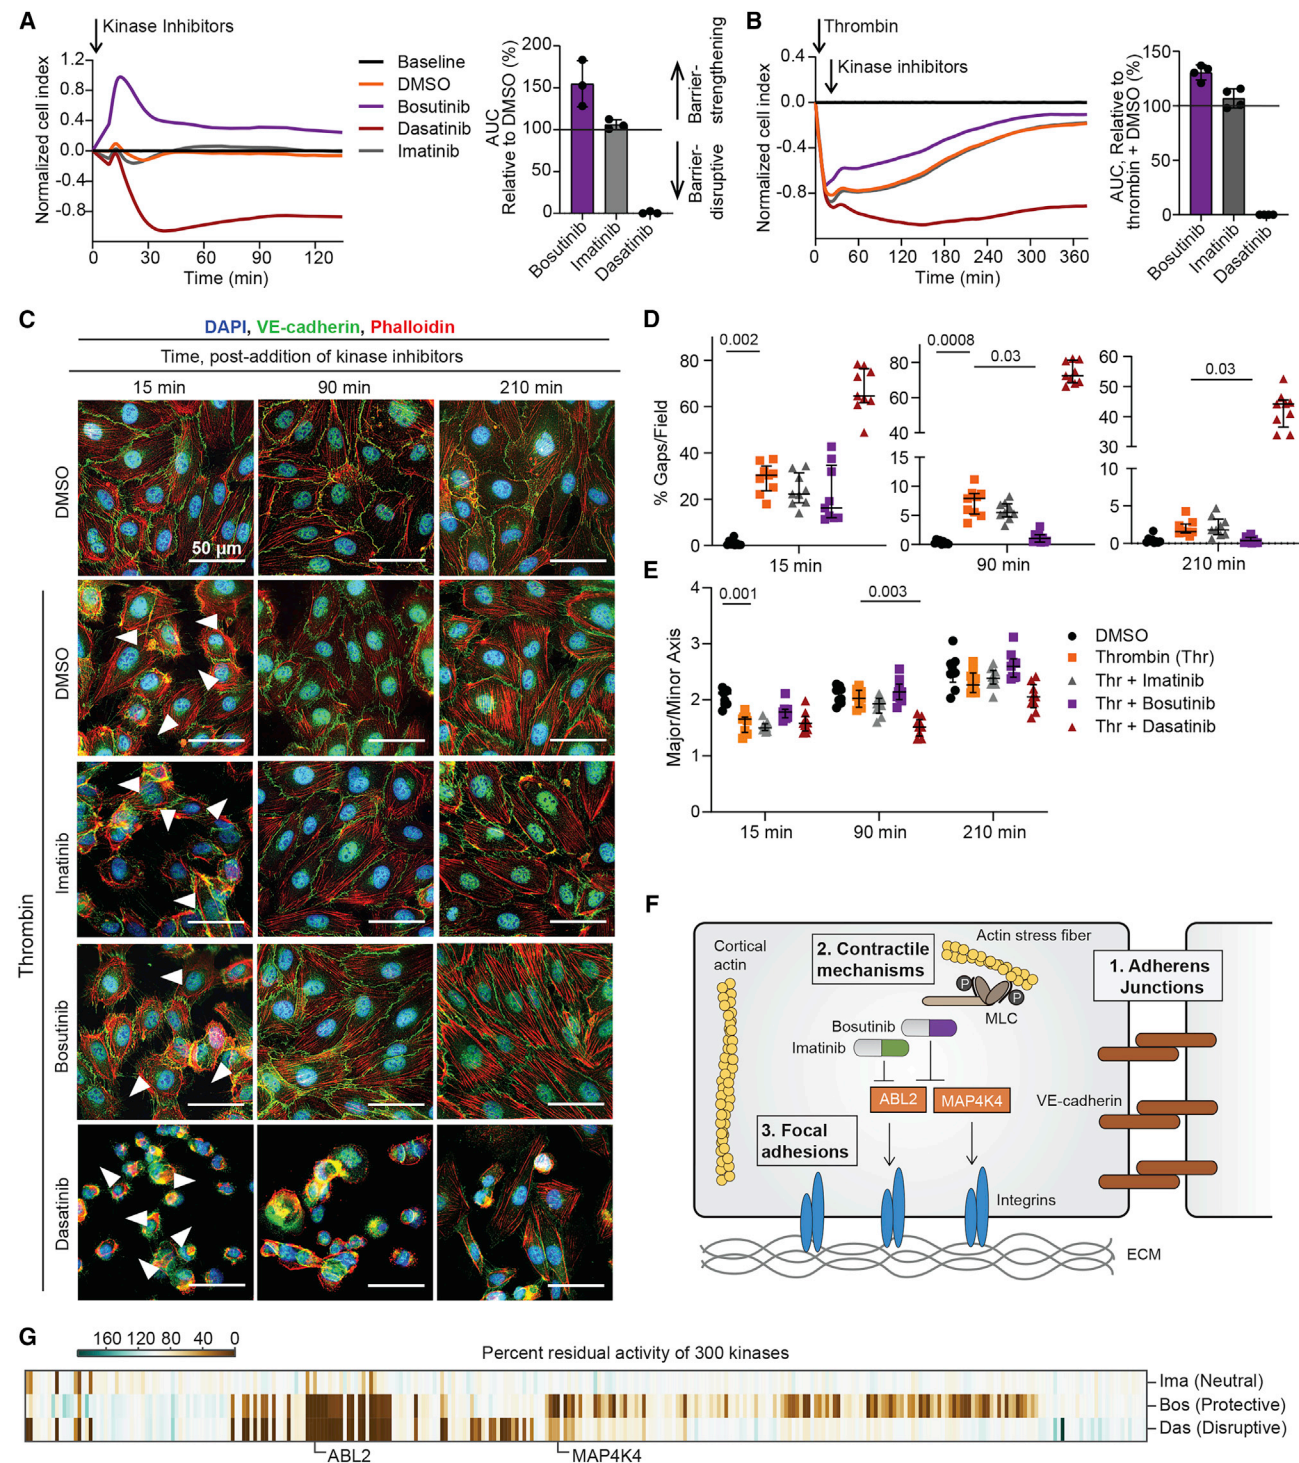 A
Kinase Inhibitors
1.2
0.8
0.4
0.0
-0.4
-0.8
Normalized cell index
0 30 60 90 120
Time (min)
Baseline
DMSO
Bosutinib
Dasatinib
Imatinib
200
150
100
50
0
AUC
Relative to DMSO (%)
Bosutinib
Imatinib
Dasatinib
Barrier-
strengthening
Barrier-
disruptive
B
Thrombin
Kinase inhibitors
0.4
0.0
-0.4
-0.8
Normalized cell index
0 60 120 180 240 300 360
Time (min)
150
100
50
0
AUC, Relative to
thrombin + DMSO (%)
Bosutinib
Imatinib
Dasatinib
C
DAPI, VE-cadherin, Phalloidin
Time, post-addition of kinase inhibitors
15 min 90 min 210 min
DMSO
50 μm
Thrombin
DMSO
Imatinib
Bosutinib
Dasatinib
D
% Gaps/Field
0.002
80
60
40
20
0
15 min
0.0008
0.03
80
60
40
15
10
5
0
90 min
0.03
60
50
40
30
10
5
0
210 min
E
Major/Minor Axis
4
3
2
1
0
0.001
0.003
15 min 90 min 210 min
DMSO
Thrombin (Thr)
Thr + Imatinib
Thr + Bosutinib
Thr + Dasatinib
F
Cortical
actin
2. Contractile
mechanisms
Actin stress fiber
P
P
MLC
1. Adherens
Junctions
Bosutinib
Imatinib
ABL2
MAP4K4
VE-cadherin
3. Focal
adhesions
Integrins
ECM
G
160 120 80 40 0
Percent residual activity of 300 kinases
Ima (Neutral)
Bos (Protective)
Das (Disruptive)
ABL2
MAP4K4